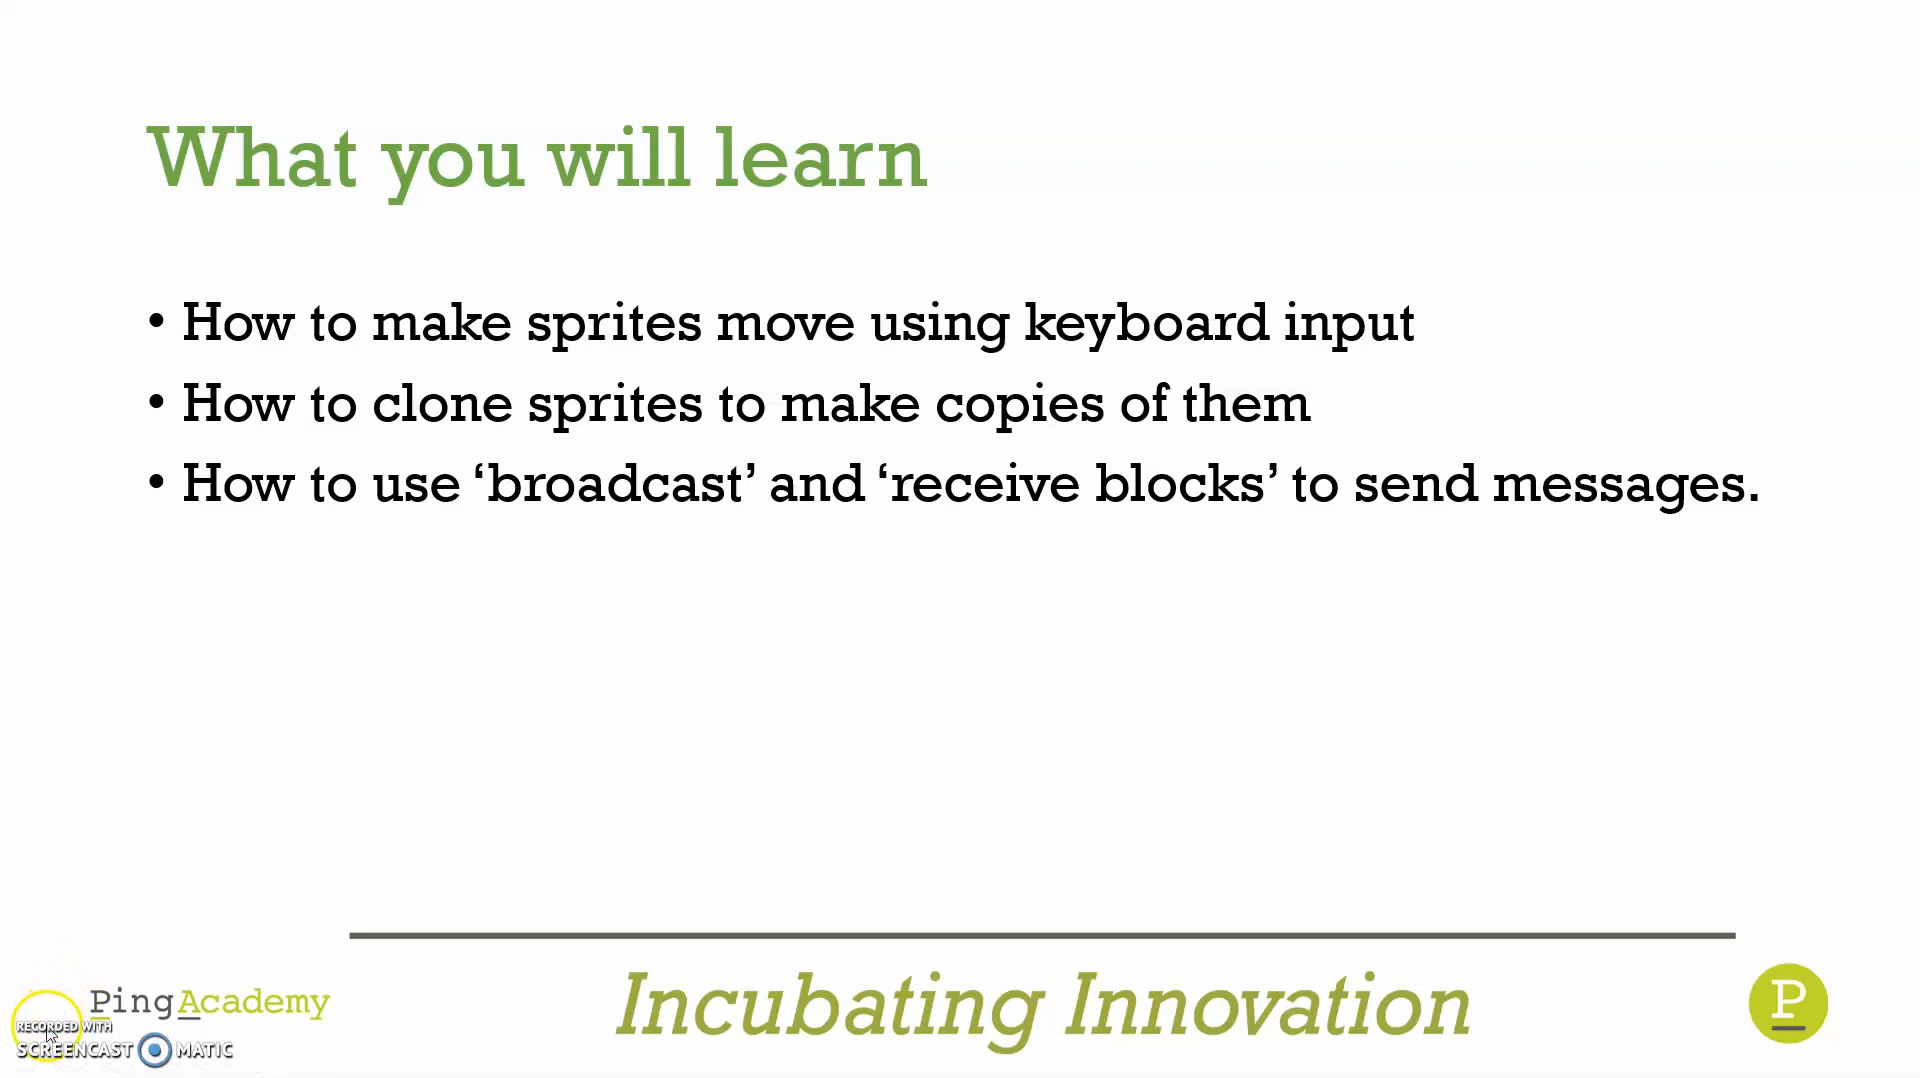 What you will learn
• How to make sprites move using keyboard input
• How to clone sprites to make copies of them
• How to use ‘broadcast’ and ‘receive blocks’ to send messages.
PingAcademy
RECORDED WITH
SCREENCAST MATIC
Incubating Innovation
P